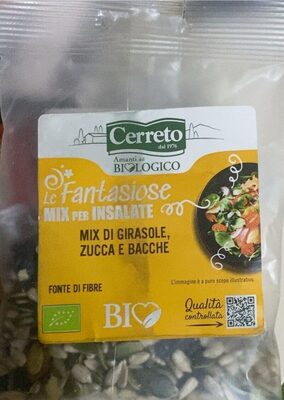 Cerreto
dal 1976
Amanti del
BIOLOGICO
Le Fantasiose
MIX PER INSALATE
MIX DI GIRASOLE,
ZUCCA E BACCHE
L'immagine è a puro scopo illustrativo.
FONTE DI FIBRE
BIO
Qualità
controllata